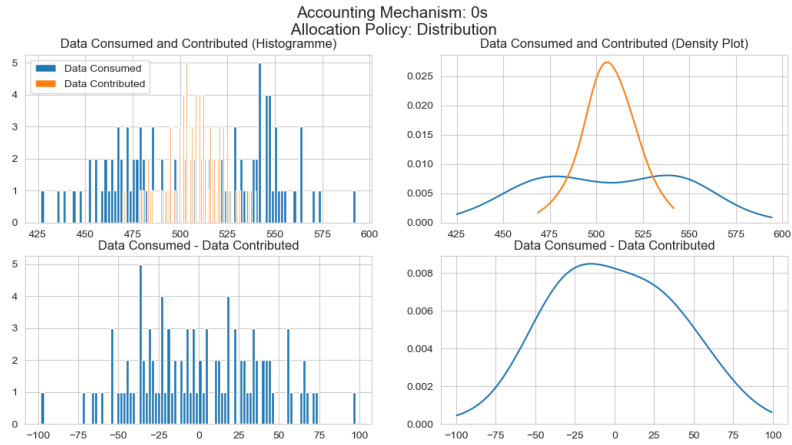 Accounting Mechanism: 0s
Allocation Policy: Distribution
Data Consumed and Contributed (Histogramme)
Data Consumed
Data Contributed
5
4
3
2
1
0
425 450 475 500 525 550 575 600
Data Consumed and Contributed (Density Plot)
0.025
0.020
0.015
0.010
0.005
0.000
425 450 475 500 525 550 575 600
Data Consumed - Data Contributed
5
4
3
2
1
0
−100 −75 −50 −25 0 25 50 75 100
Data Consumed - Data Contributed
0.008
0.006
0.004
0.002
0.000
−100 −75 −50 −25 0 25 50 75 100